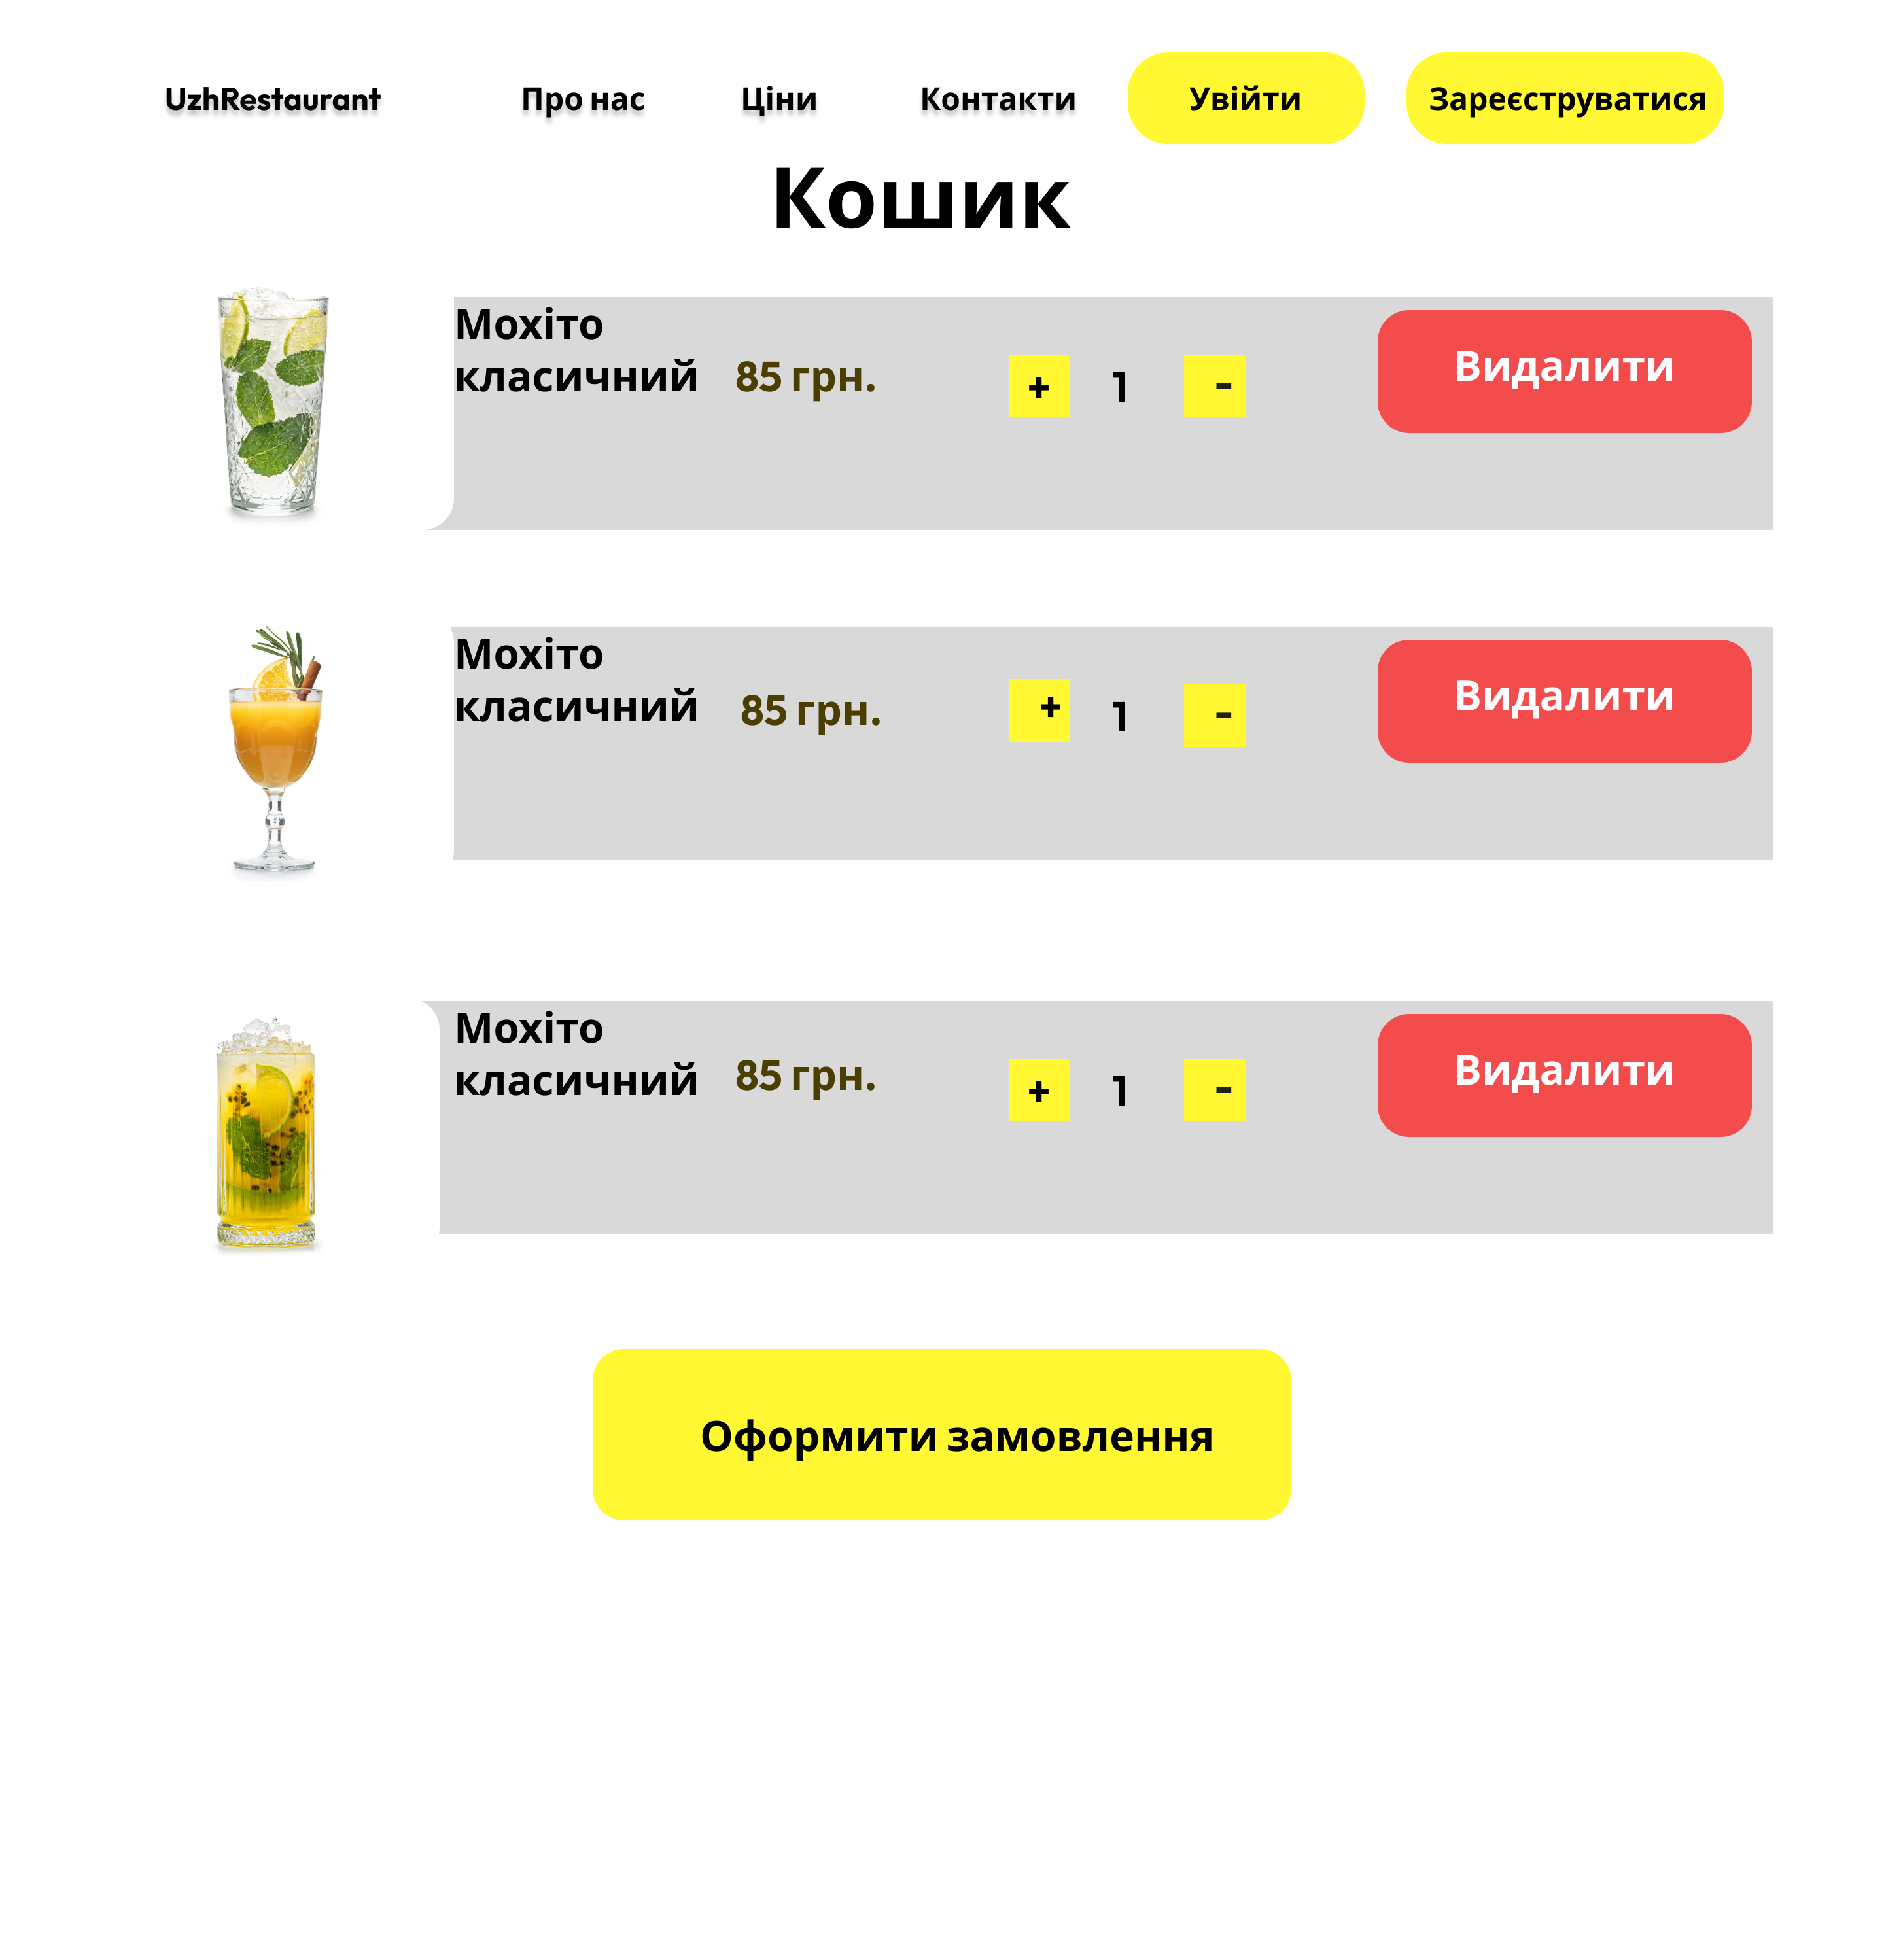 UzhRestaurant Про нас Ціни Контакти Увійти Зареєструватися
Кошик
Мохіто
класичний 85 грн. + 1 - Видалити
Мохіто
класичний 85 грн. + 1 - Видалити
Мохіто
класичний 85 грн. + 1 - Видалити
Оформити замовлення